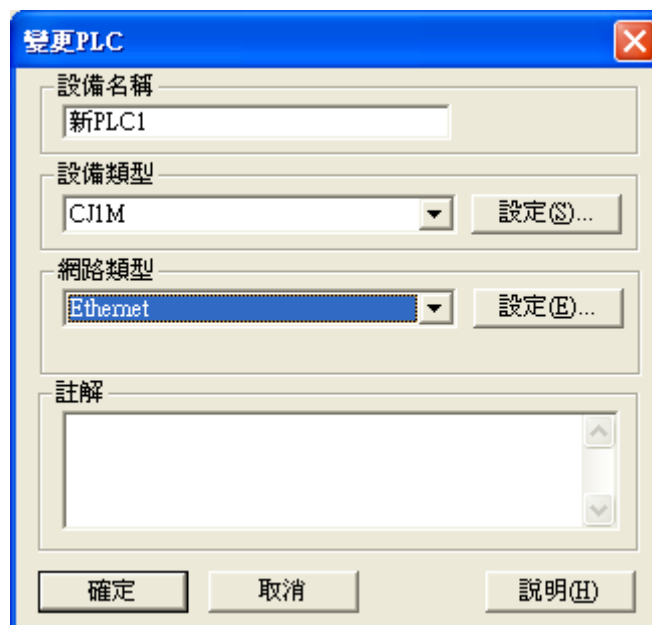 變更PLC
設備名稱
新PLC1
設備類型
CJ1M
設定(S)...
網路類型
Ethernet
設定(E)...
註解
確定
取消
說明(H)